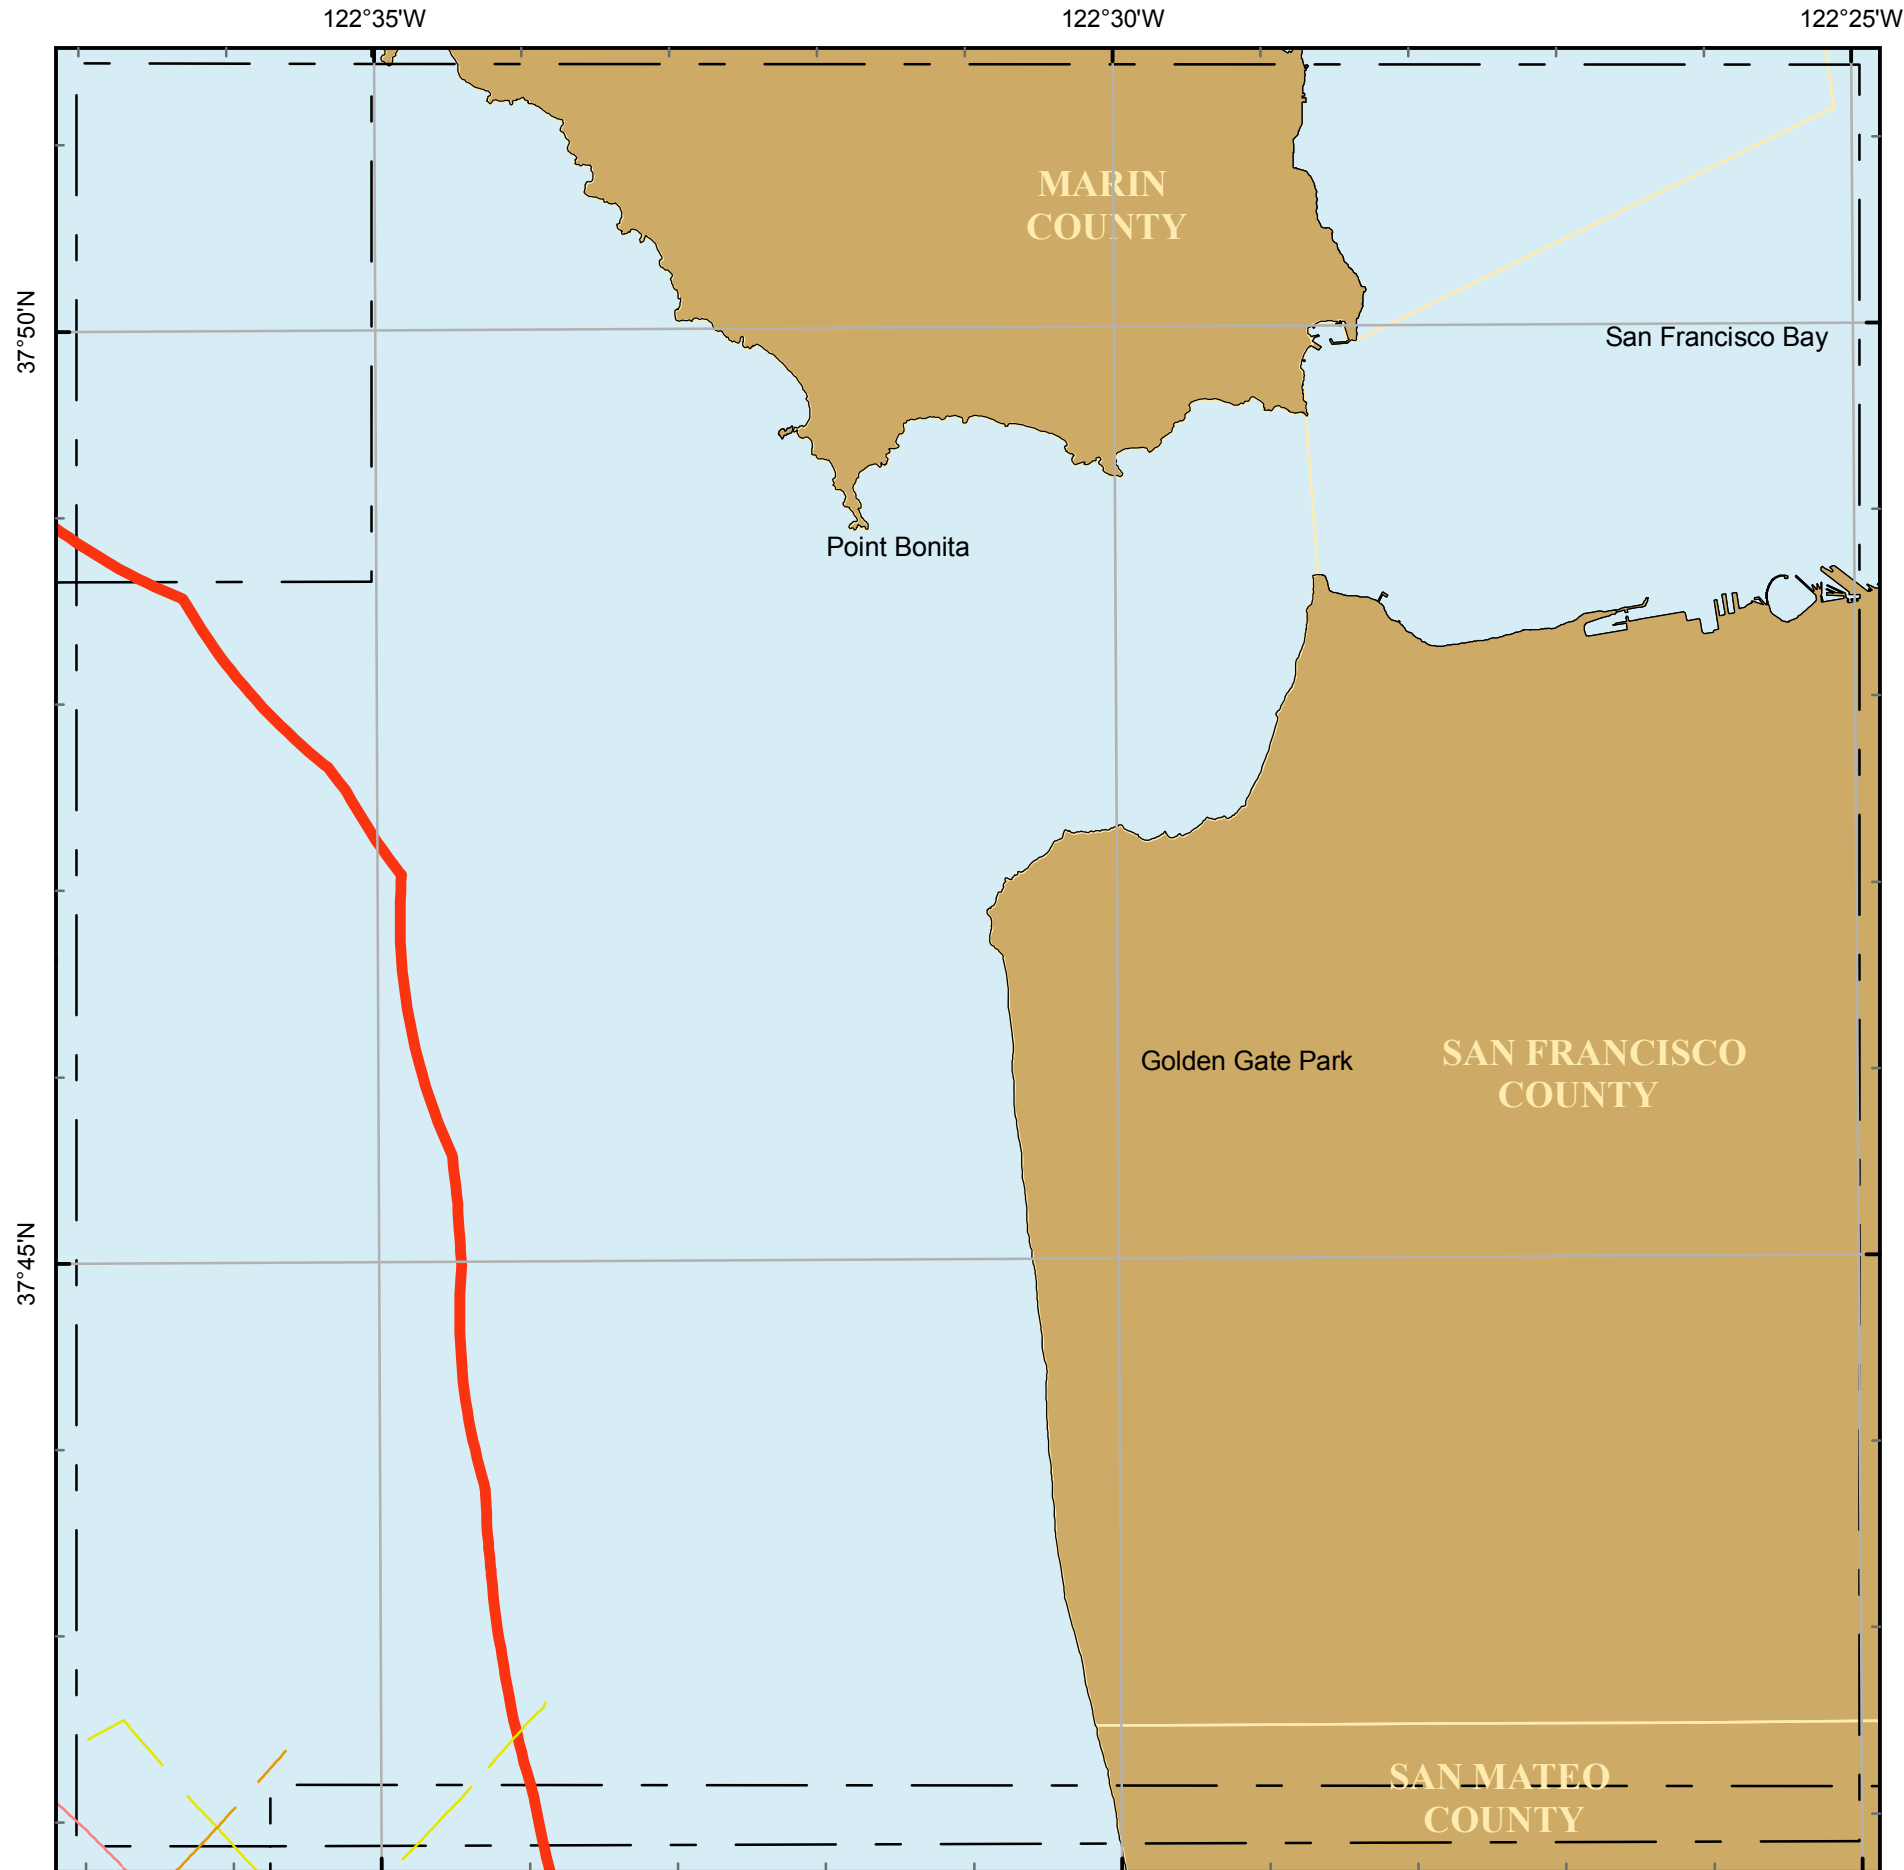 122°35'W
122°30'W
122°25'W
MARIN
COUNTY
37°50'N
San Francisco Bay
Point Bonita
Golden Gate Park
SAN FRANCISCO
COUNTY
37°45'N
SAN MATEO
COUNTY